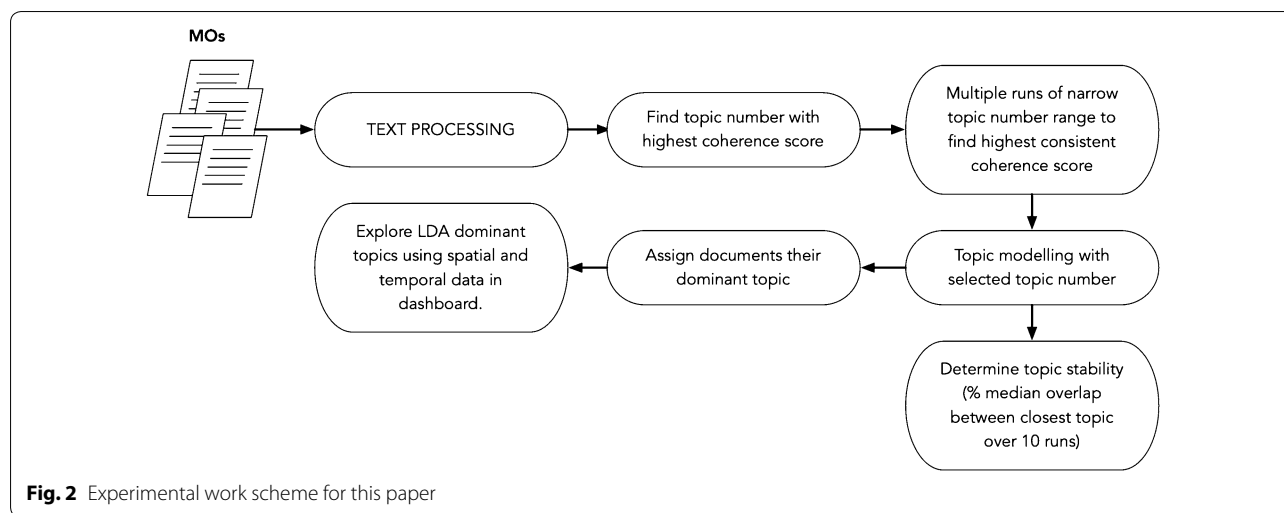 MOs
TEXT PROCESSING
Find topic number with
highest coherence score
Multiple runs of narrow
topic number range to
find highest consistent
coherence score
Explore LDA dominant
topics using spatial and
temporal data in
dashboard.
Assign documents their
dominant topic
Topic modelling with
selected topic number
Determine topic stability
(% median overlap
between closest topic
over 10 runs)
Fig. 2 Experimental work scheme for this paper